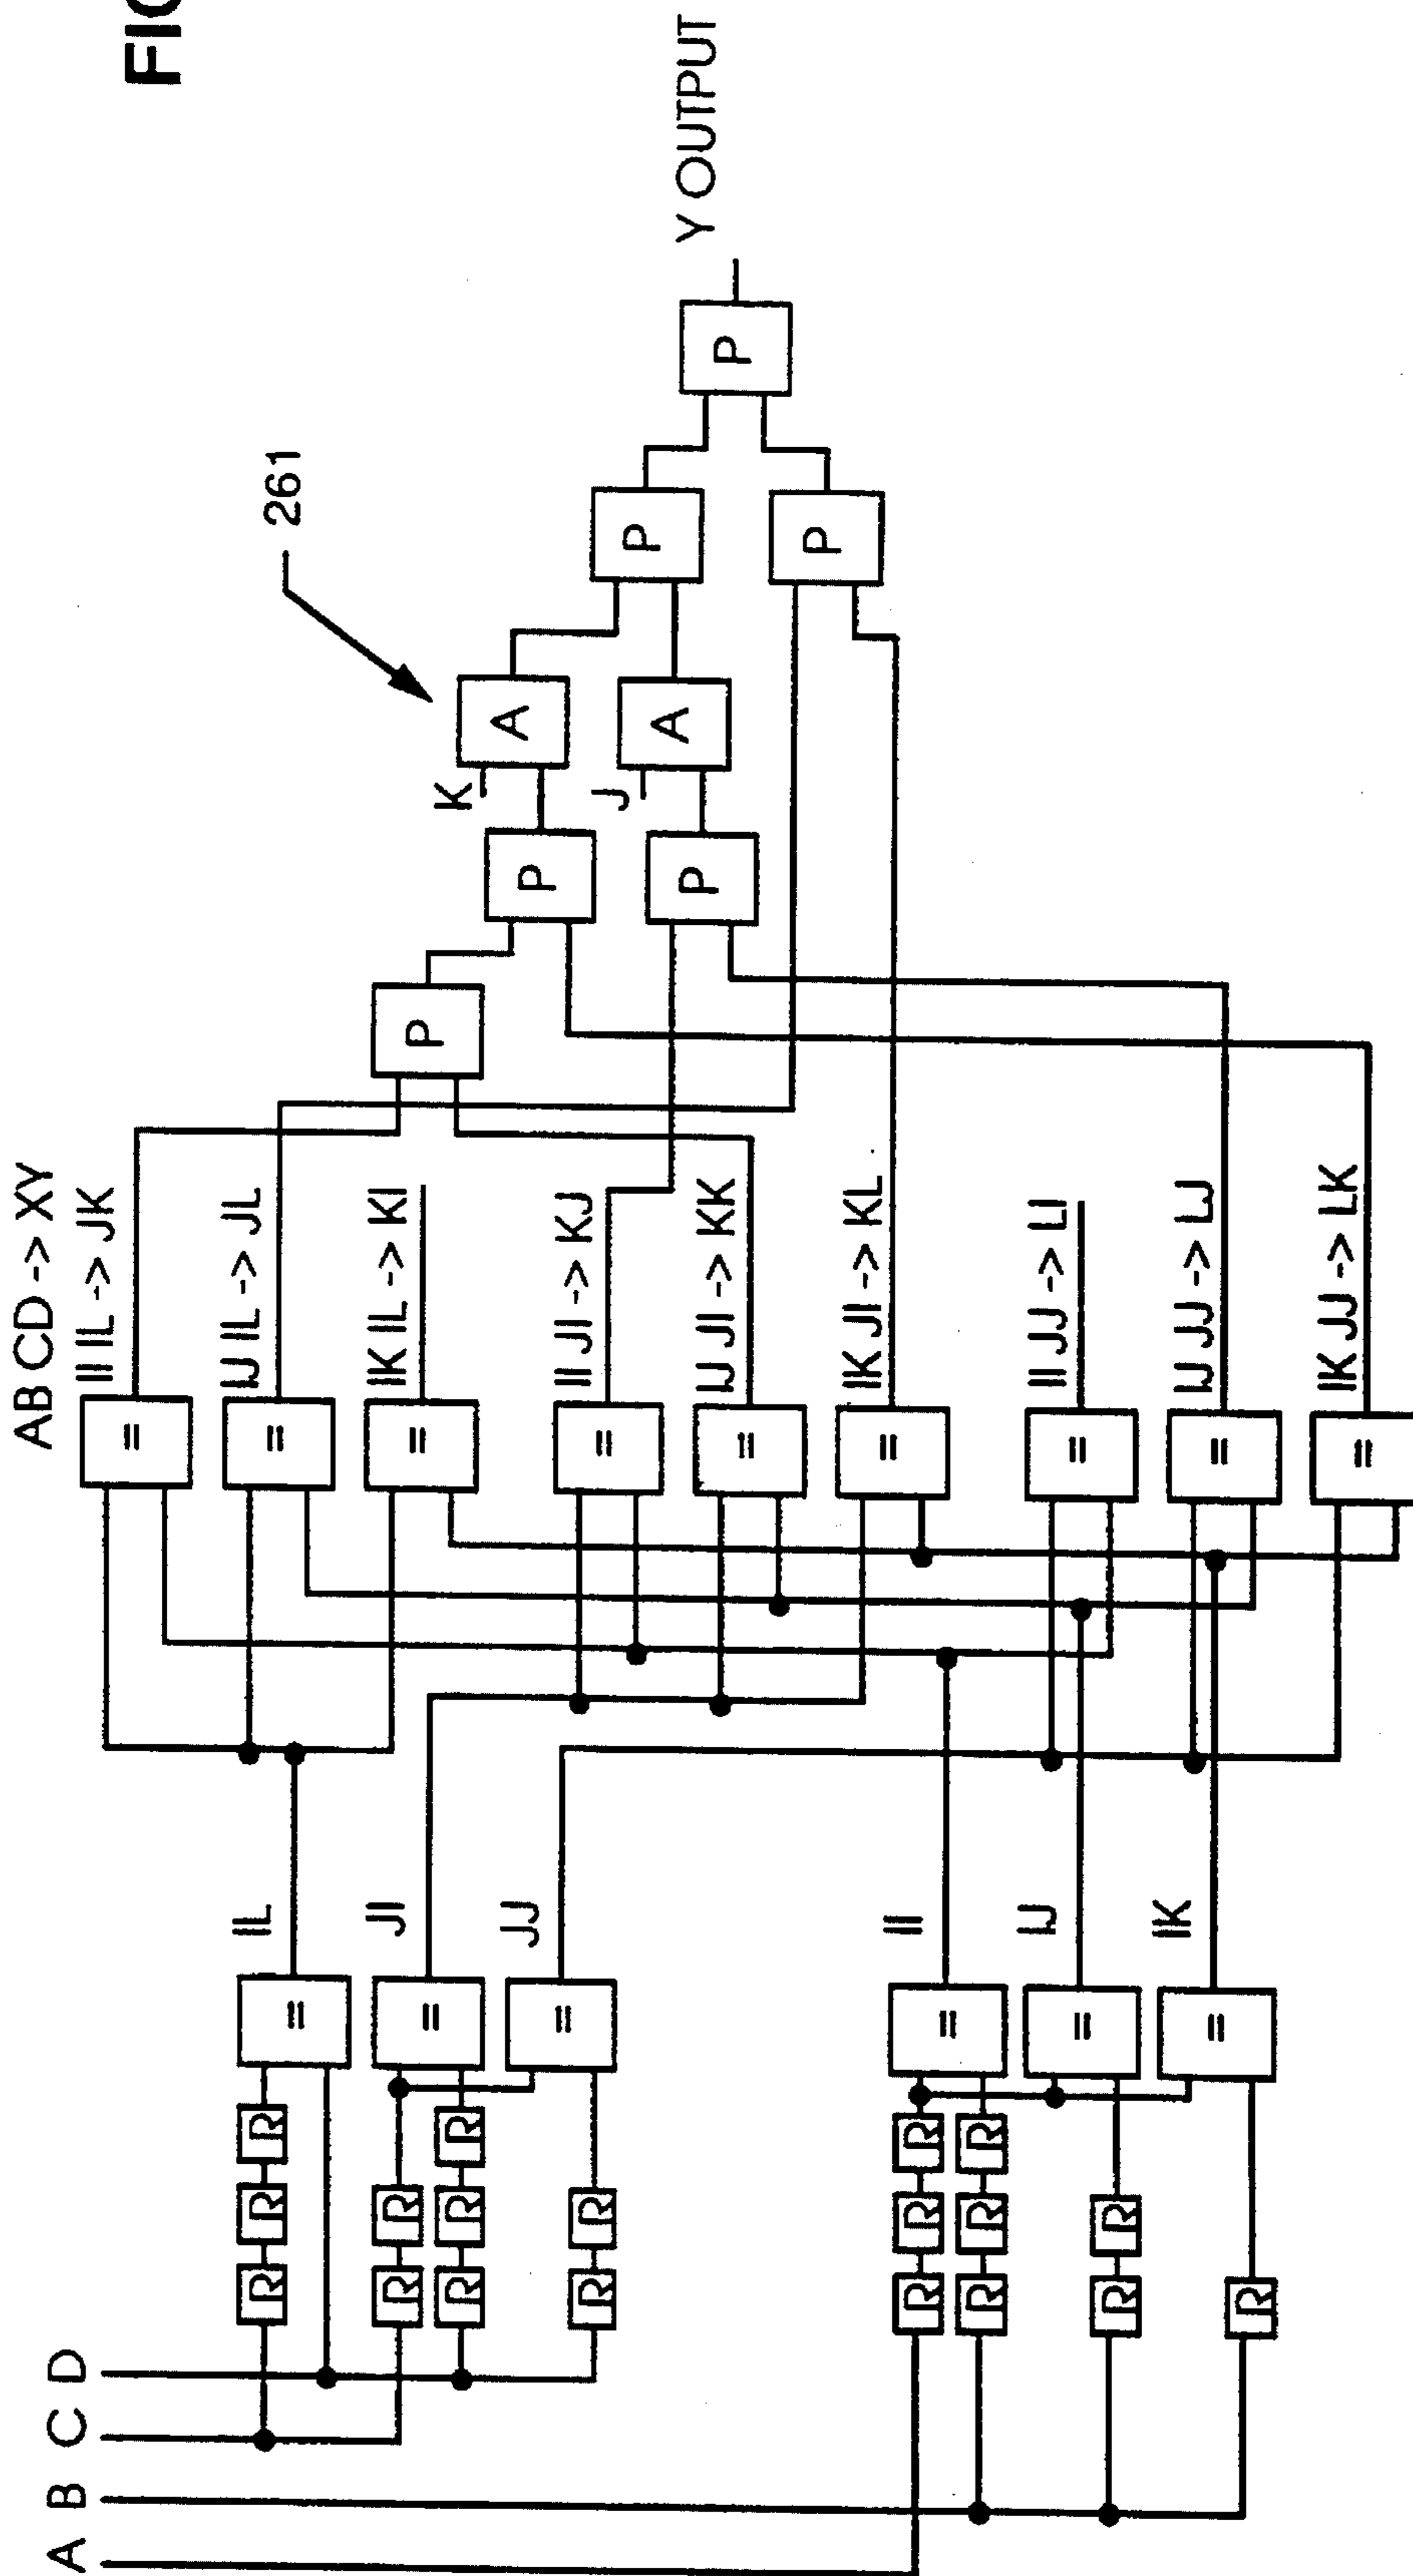 A
B
C
D
AB CD -> XY
II IL -> JK
=
IJ IL -> JL
=
IK IL -> KI
=
II JI -> KJ
=
IJ JI -> KK
=
IK JI -> KL
=
II JJ -> LI
=
IJ JJ -> LJ
=
IK JJ -> LK
=
R R R = IL
R R = JI
R R R
R R = JJ
R R R = II
R R R
R R = IJ
R = IK
P
P
P
K
A
J
A
261
P
P
P
Y OUTPUT